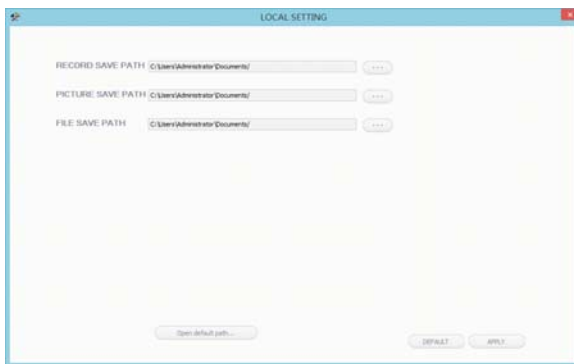 LOCAL SETTING
RECORD SAVE PATH C:/Users/Administrator/Documents/ ...
PICTURE SAVE PATH C:/Users/Administrator/Documents/ ...
FILE SAVE PATH C:/Users/Administrator/Documents/ ...
Open default path...
DEFAULT APPLY